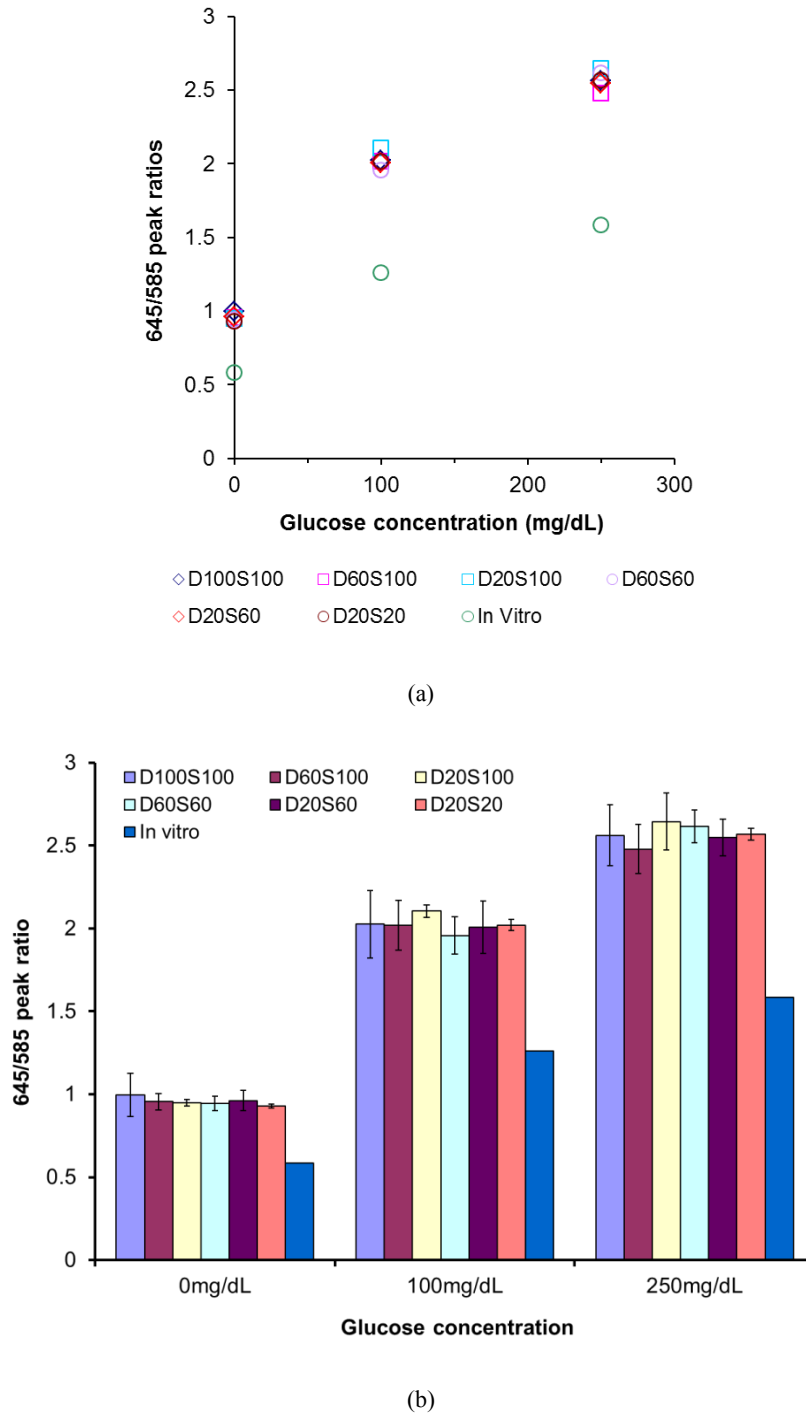 3
2.5
2
1.5
1
0.5
0
645/585 peak ratios
0 100 200 300
Glucose concentration (mg/dL)
D100S100 D60S100 D20S100 D60S60
D20S60 D20S20 In Vitro
(a)
3
2.5
2
1.5
1
0.5
0
645/585 peak ratio
D100S100 D60S100 D20S100
D60S60 D20S60 D20S20
In vitro
0mg/dL 100mg/dL 250mg/dL
Glucose concentration
(b)